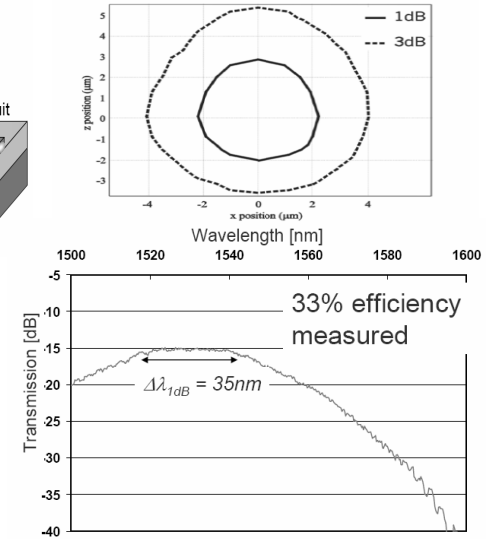 1dB
3dB
5
4
3
2
1
0
-1
-2
-3
z position (μm)
-4 -2 0 2 4
x position (μm)
Wavelength [nm]
1500 1520 1540 1560 1580 1600
-5
-10
-15
-20
-25
-30
-35
-40
Transmission [dB]
33% efficiency
measured
Δλ1dB = 35nm